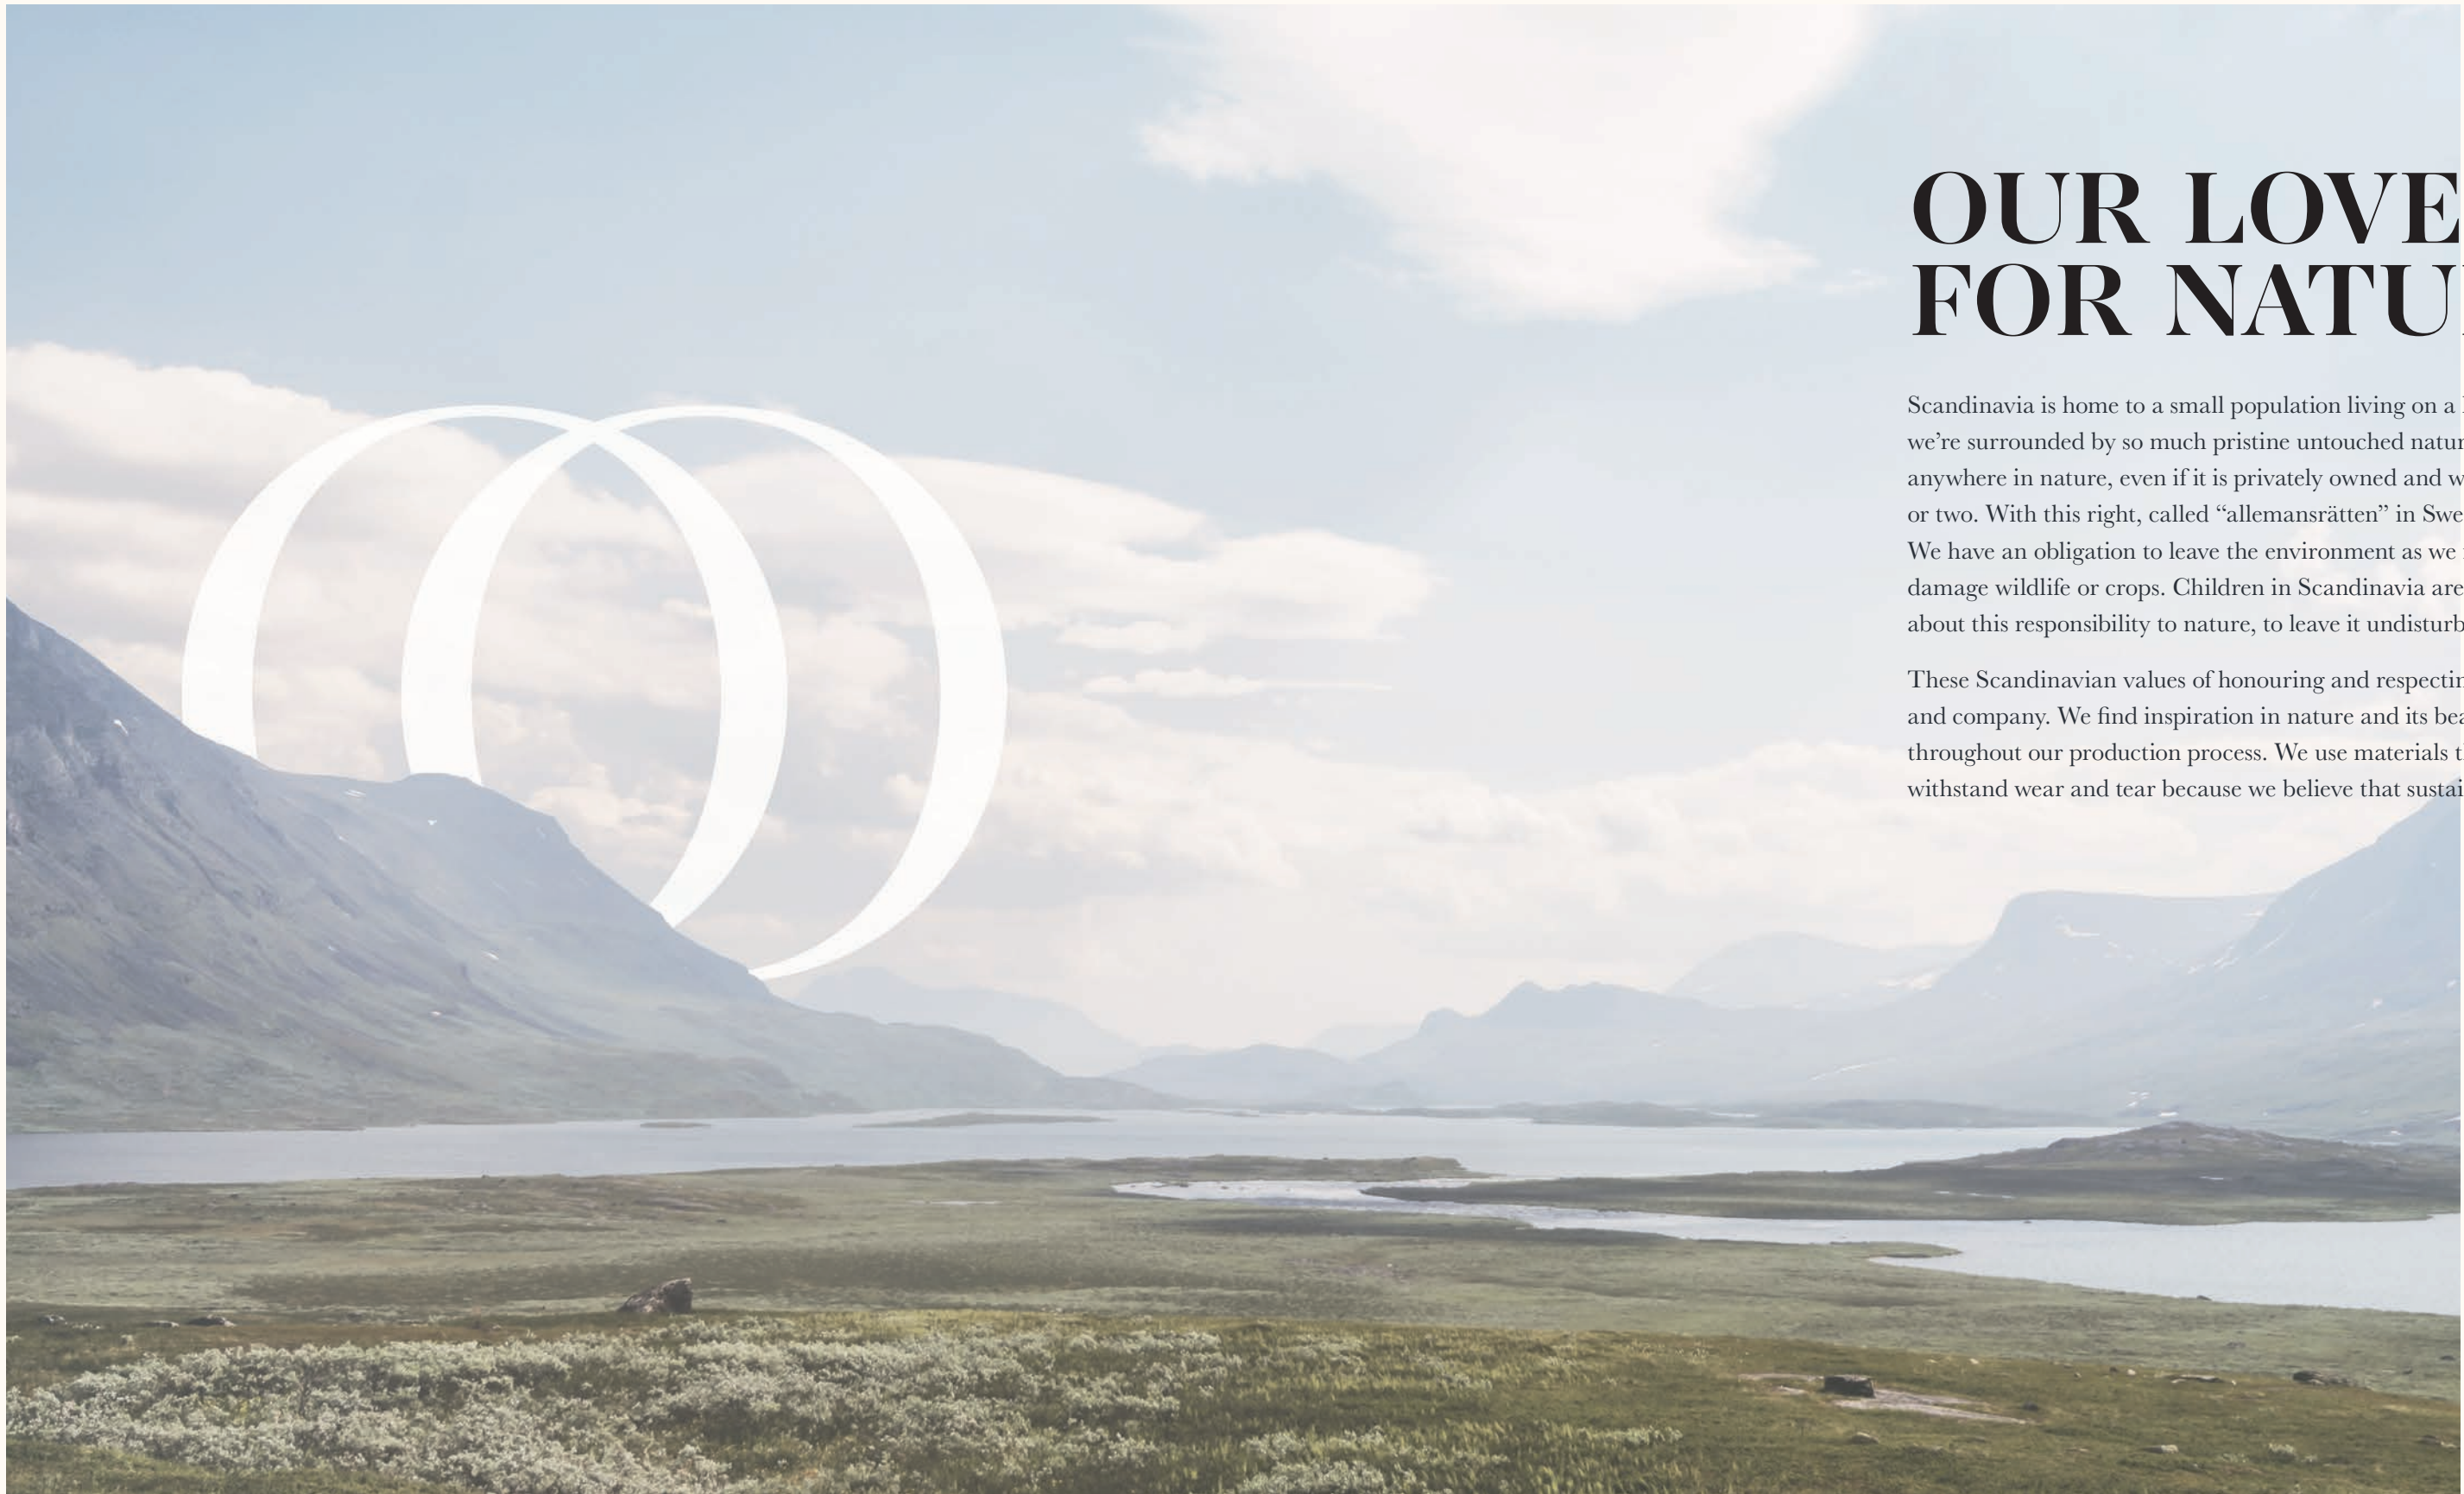 OUR LOVE
FOR NATU
Scandinavia is home to a small population living on a
we’re surrounded by so much pristine untouched natur
anywhere in nature, even if it is privately owned and w
or two. With this right, called “allemansrätten” in Swe
We have an obligation to leave the environment as we
damage wildlife or crops. Children in Scandinavia are
about this responsibility to nature, to leave it undisturb
These Scandinavian values of honouring and respectin
and company. We find inspiration in nature and its bea
throughout our production process. We use materials t
withstand wear and tear because we believe that sustai